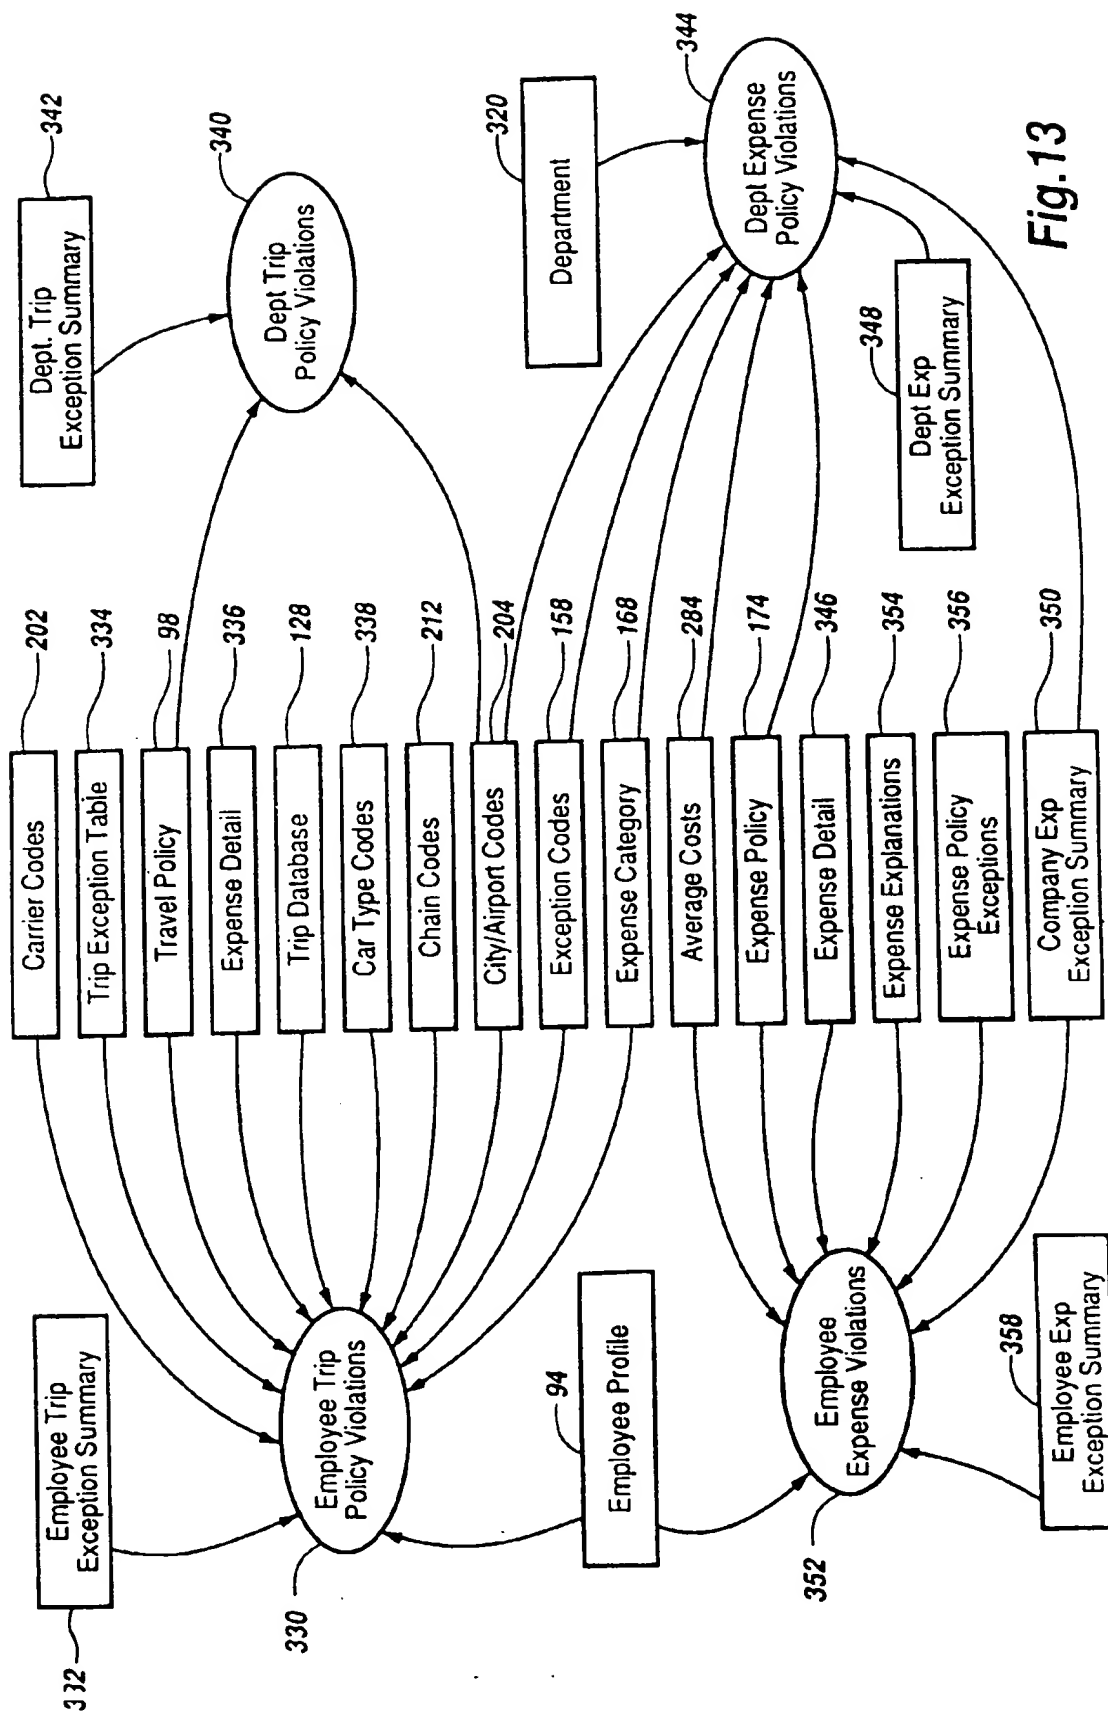 Employee Trip
Exception Summary
332
Employee Trip
Policy Violations
330
Employee Profile
94
Employee
Expense Violations
352
Employee Exp
Exception Summary
358
Carrier Codes
202
Trip Exception Table
334
Travel Policy
98
Expense Detail
336
Trip Database
128
Car Type Codes
338
Chain Codes
212
City/Airport Codes
204
Exception Codes
158
Expense Category
168
Average Costs
284
Expense Policy
174
Expense Detail
346
Expense Explanations
354
Expense Policy
Exceptions
356
Company Exp
Exception Summary
350
Dept. Trip
Exception Summary
342
Dept Trip
Policy Violations
340
Department
320
Dept Expense
Policy Violations
344
Dept Exp
Exception Summary
348
Fig.13